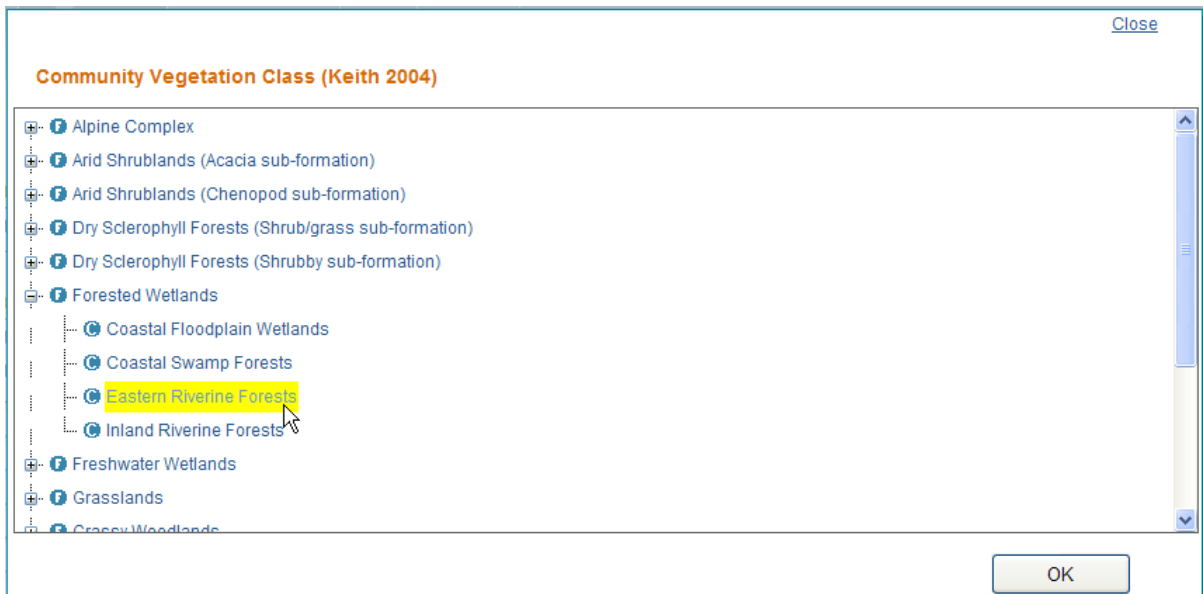 Close
Community Vegetation Class (Keith 2004)
F Alpine Complex
F Arid Shrublands (Acacia sub-formation)
F Arid Shrublands (Chenopod sub-formation)
F Dry Sclerophyll Forests (Shrub/grass sub-formation)
F Dry Sclerophyll Forests (Shrubby sub-formation)
F Forested Wetlands
C Coastal Floodplain Wetlands
C Coastal Swamp Forests
C Eastern Riverine Forests
C Inland Riverine Forests
F Freshwater Wetlands
F Grasslands
F Grassy Woodlands
OK